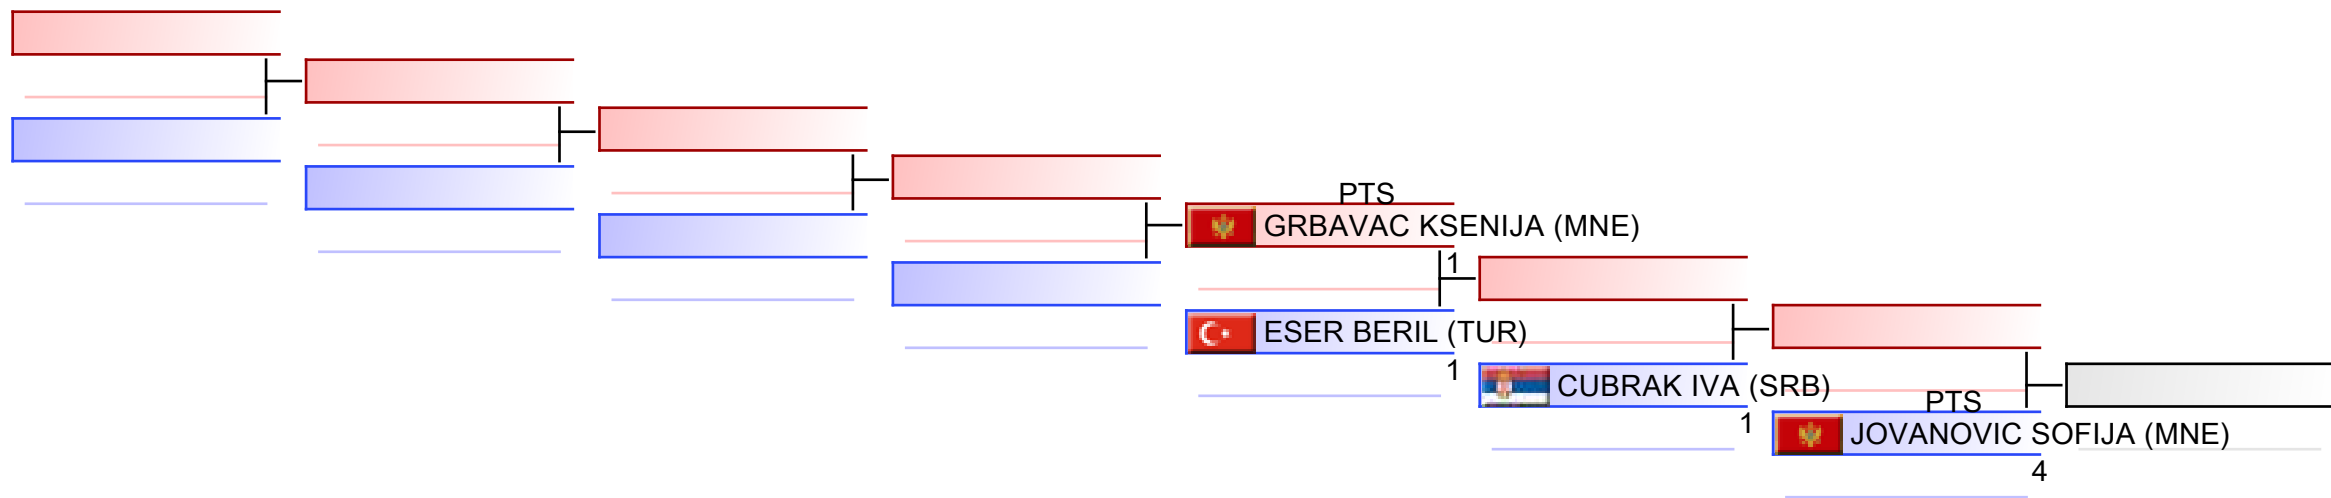 PTS
GRBAVAC KSENIJA (MNE)
1
ESER BERIL (TUR)
1
CUBRAK IVA (SRB)
1
PTS
JOVANOVIC SOFIJA (MNE)
4